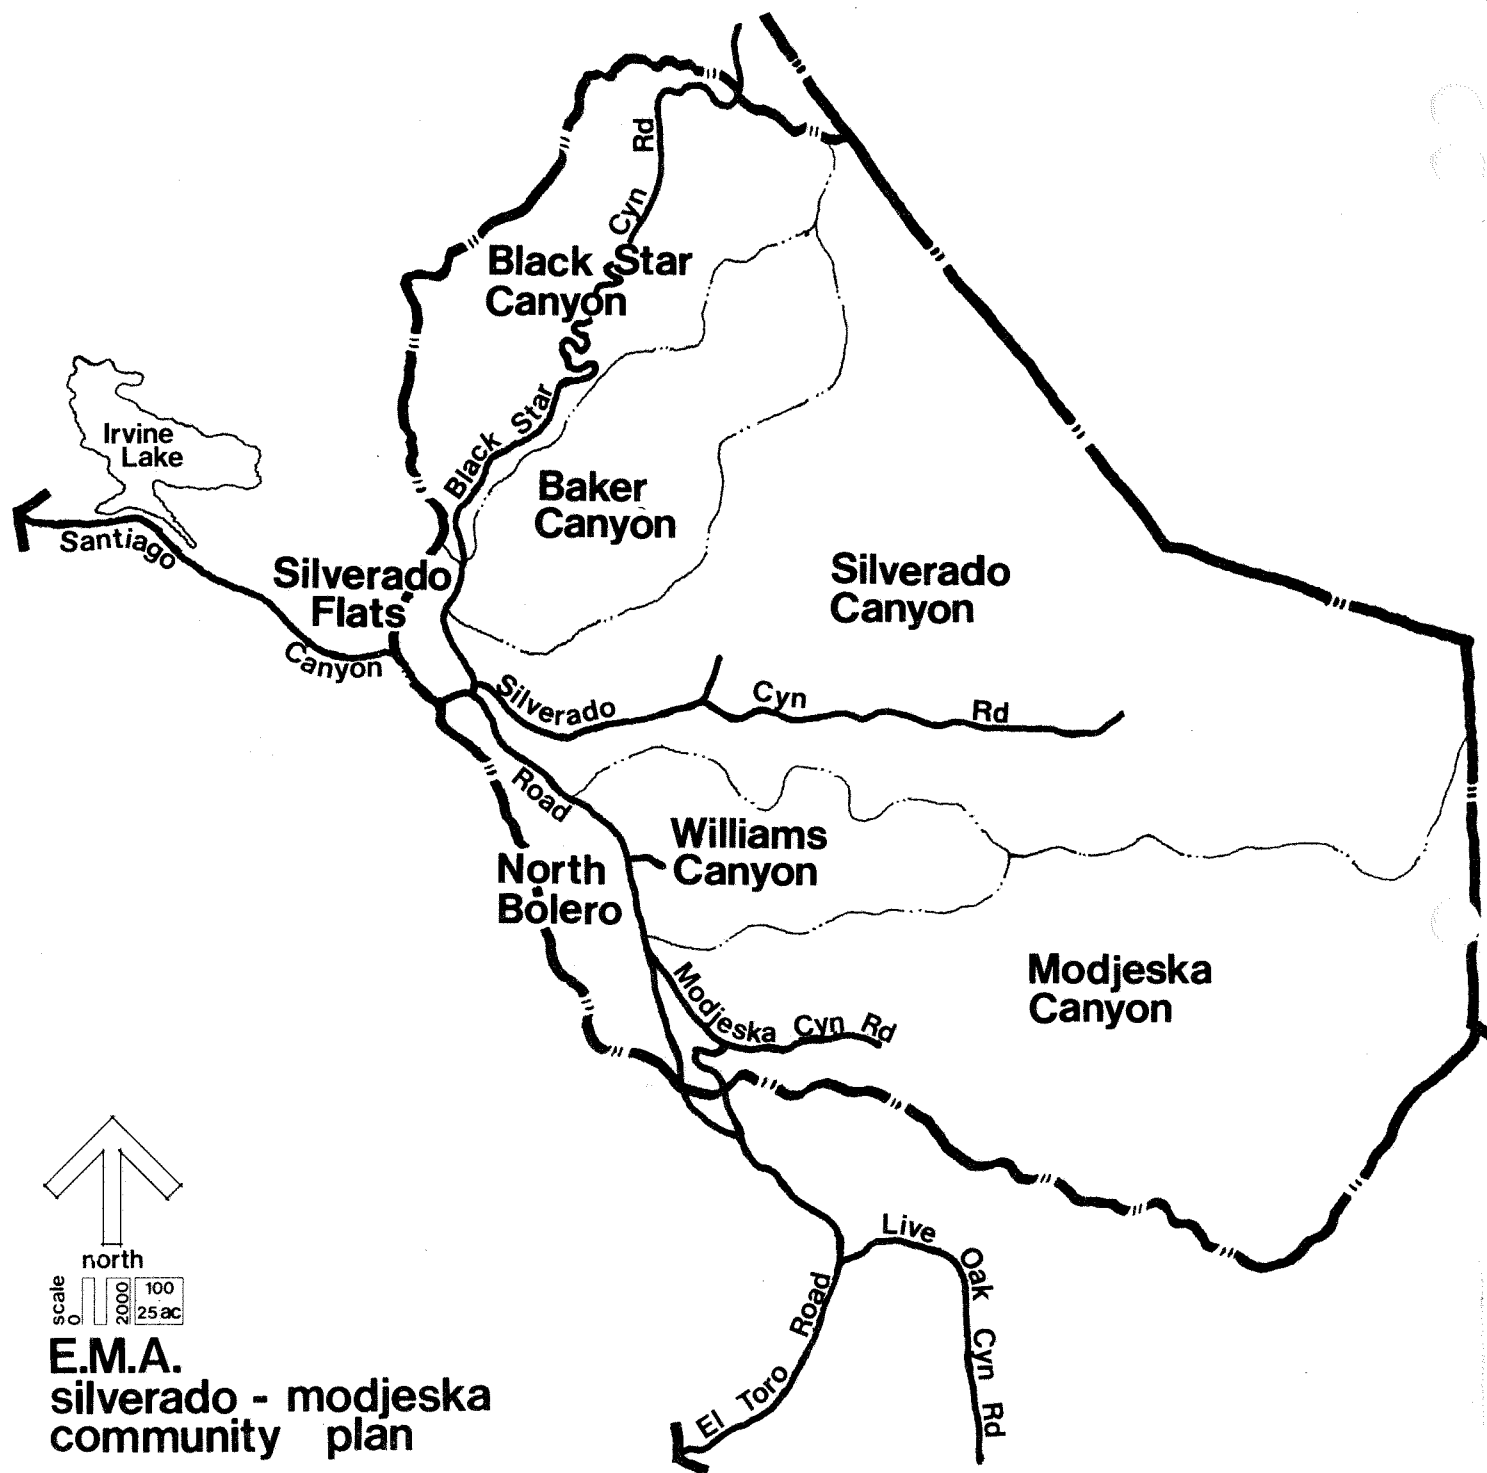 Black Star Cyn Rd
Black Star
Canyon
Irvine
Lake
Baker
Canyon
Santiago Canyon Road
Silverado
Flats
Silverado
Canyon
Silverado Cyn Rd
Williams
Canyon
North
Bolero
Modjeska
Canyon
Modjeska Cyn Rd
Live Oak Cyn Rd
El Toro Road
north
scale
0 2000
100
25 ac
E.M.A.
silverado - modjeska
community plan